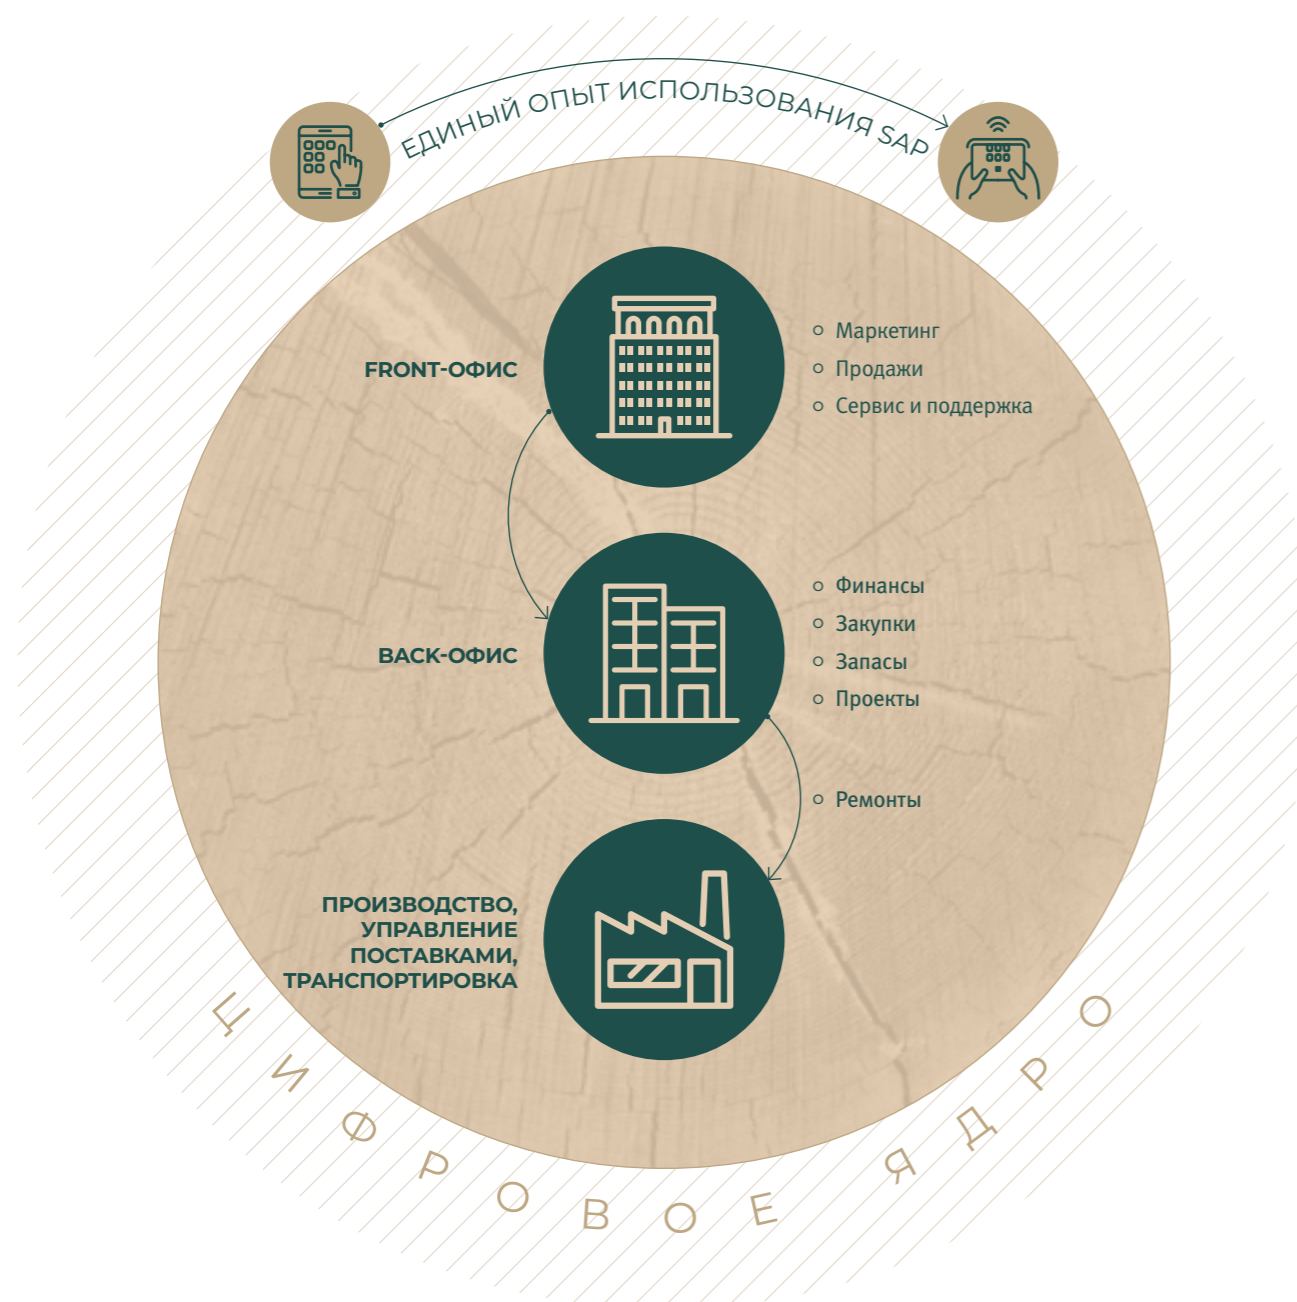 ЕДИНЫЙ ОПЫТ ИСПОЛЬЗОВАНИЯ SAP
FRONT-ОФИС
Маркетинг
Продажи
Сервис и поддержка
BACK-ОФИС
Финансы
Закупки
Запасы
Проекты
Ремонты
ПРОИЗВОДСТВО,
УПРАВЛЕНИЕ
ПОСТАВКАМИ,
ТРАНСПОРТИРОВКА
ЦИФРОВОЕ ЯДРО